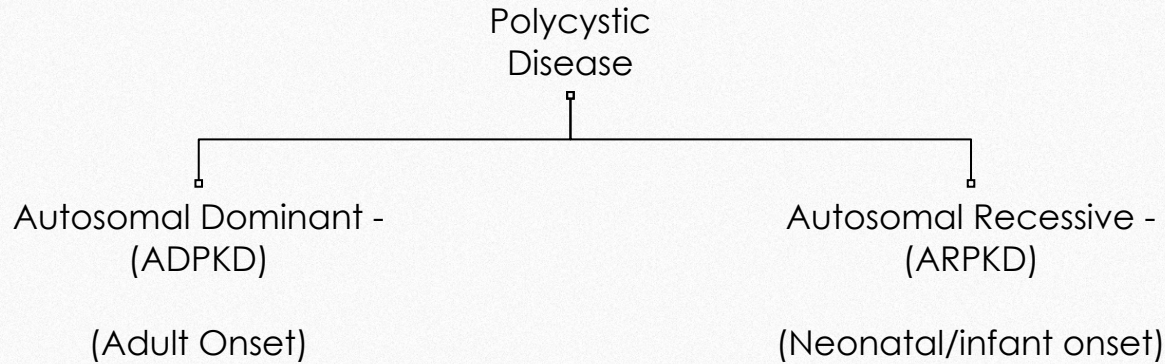 Polycystic
Disease
Autosomal Dominant -
(ADPKD)
(Adult Onset)
Autosomal Recessive -
(ARPKD)
(Neonatal/infant onset)